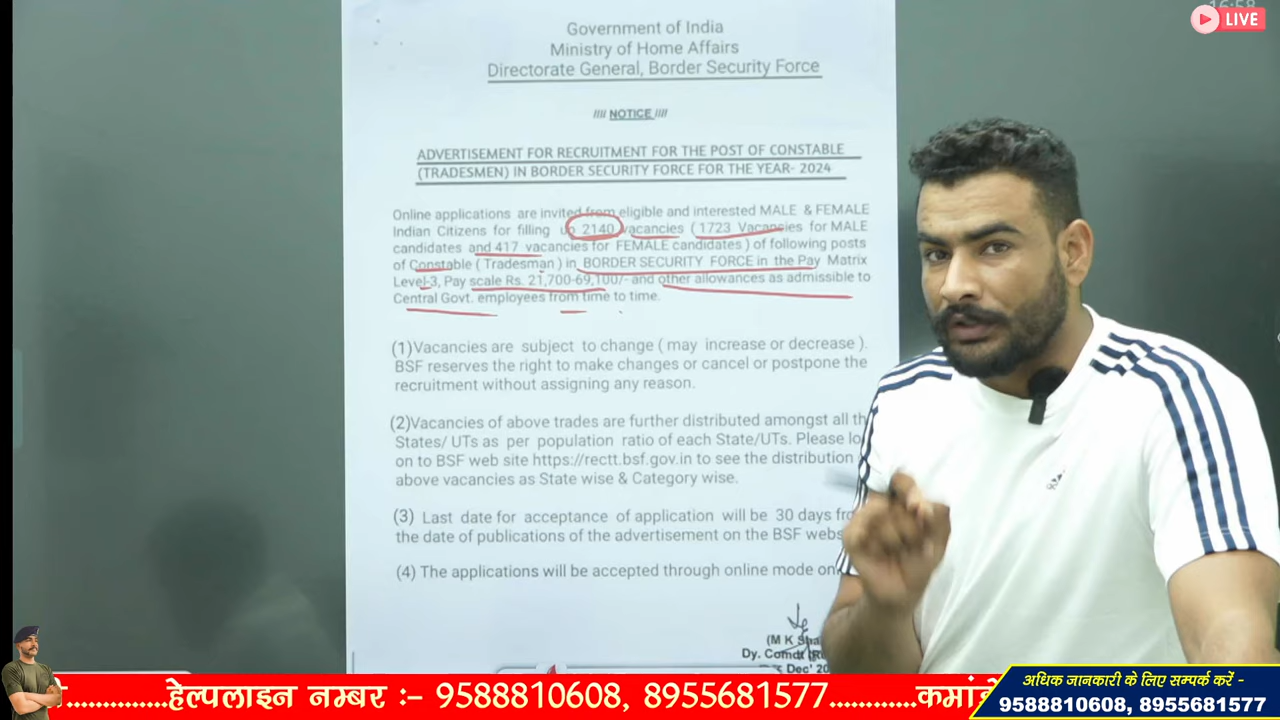 16:58
LIVE
Government of India
Ministry of Home Affairs
Directorate General, Border Security Force
//// NOTICE ////
ADVERTISEMENT FOR RECRUITMENT FOR THE POST OF CONSTABLE
(TRADESMEN) IN BORDER SECURITY FORCE FOR THE YEAR- 2024
Online applications are invited from eligible and interested MALE & FEMALE
Indian Citizens for filling up 2140 vacancies ( 1723 Vacancies for MALE
candidates and 417 vacancies for FEMALE candidates ) of following posts
of Constable ( Tradesman ) in BORDER SECURITY FORCE in the Pay Matrix
Level-3, Pay scale Rs. 21,700-69,100/- and other allowances as admissible to
Central Govt. employees from time to time.
(1)Vacancies are subject to change ( may increase or decrease ).
BSF reserves the right to make changes or cancel or postpone the
recruitment without assigning any reason.
(2)Vacancies of above trades are further distributed amongst all
States/ UTs as per population ratio of each State/UTs. Please
on to BSF web site https://rectt.bsf.gov.in to see the distribution
above vacancies as State wise & Category wise.
(3) Last date for acceptance of application will be 30 days
the date of publications of the advertisement on the BSF
(4) The applications will be accepted through online mode
(M K
Dy. Comdt
Dec'
..............हेल्पलाइन नम्बर :- 9588810608, 8955681577...........
अधिक जानकारी के लिए सम्पर्क करें -
9588810608, 8955681577